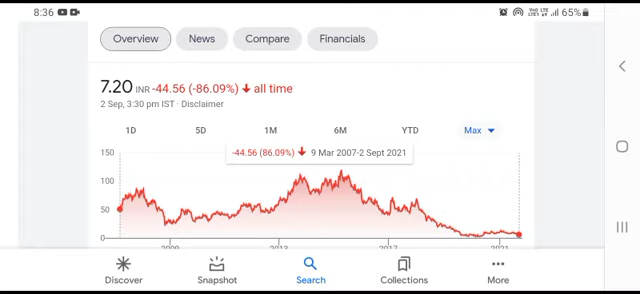 8:36 VoLTE LTE1 65%
Overview News Compare Financials
7.20 INR -44.56 (-86.09%) all time
2 Sep, 3:30 pm IST · Disclaimer
1D 5D 1M 6M YTD Max
-44.56 (86.09%) 9 Mar 2007-2 Sept 2021
150
100
50
0
2009 2013 2017 2021
Discover Snapshot Search Collections More